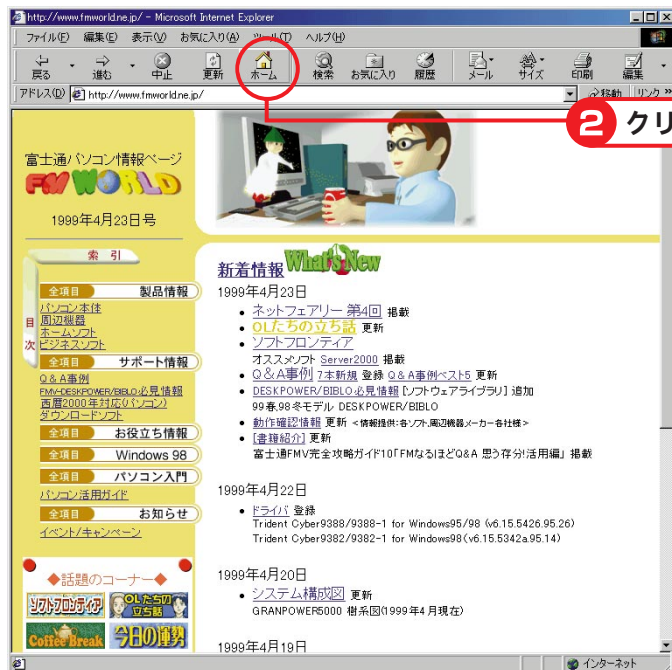 http://www.fmworld.ne.jp/ - Microsoft Internet Explorer
ファイル(F) 編集(E) 表示(V) お気に入り(A) ツール(T) ヘルプ(H)
戻る 進む 中止 更新 ホーム 検索 お気に入り 履歴 メール サイズ 印刷 編集
アドレス(D) http://www.fmworld.ne.jp/ 移動 リンク »
2 クリ
富士通パソコン情報ページ
FM WORLD
1999年4月23日号
索 引
目次
全項目 製品情報
パソコン本体
周辺機器
ホームソフト
ビジネスソフト
全項目 サポート情報
Q&A事例
FMV-DESKPOWER/BIBLO必見情報
西暦2000年対応(パソコン)
ダウンロードソフト
全項目 お役立ち情報
全項目 Windows 98
全項目 パソコン入門
パソコン活用ガイド
全項目 お知らせ
イベント/キャンペーン
◆話題のコーナー◆
ソフトフロンティア OLたちの立ち話
Coffee Break 今日の運勢
新着情報 What's New
1999年4月23日
• ネットフェアリー 第4回 掲載
• OLたちの立ち話 更新
• ソフトフロンティア
オススメソフト Server2000 掲載
• Q&A事例 7本新規 登録 Q&A事例ベスト5 更新
• DESKPOWER/BIBLO必見情報 [ソフトウェアライブラリ] 追加
99春,98冬モデル DESKPOWER/BIBLO
• 動作確認情報 更新 <情報提供:各ソフト,周辺機器メーカー各社様>
• [書籍紹介] 更新
富士通FMV完全攻略ガイド10「FMなるほどQ&A 思う存分!活用編」 掲載
1999年4月22日
• ドライバ 登録
Trident Cyber9388/9388-1 for Windows95/98 (v6.15.5426.95.26)
Trident Cyber9382/9382-1 for Windows98(v6.15.5342a.95.14)
1999年4月20日
• システム構成図 更新
GRANPOWER5000 樹系図(1999年4月現在)
1999年4月19日
インターネット